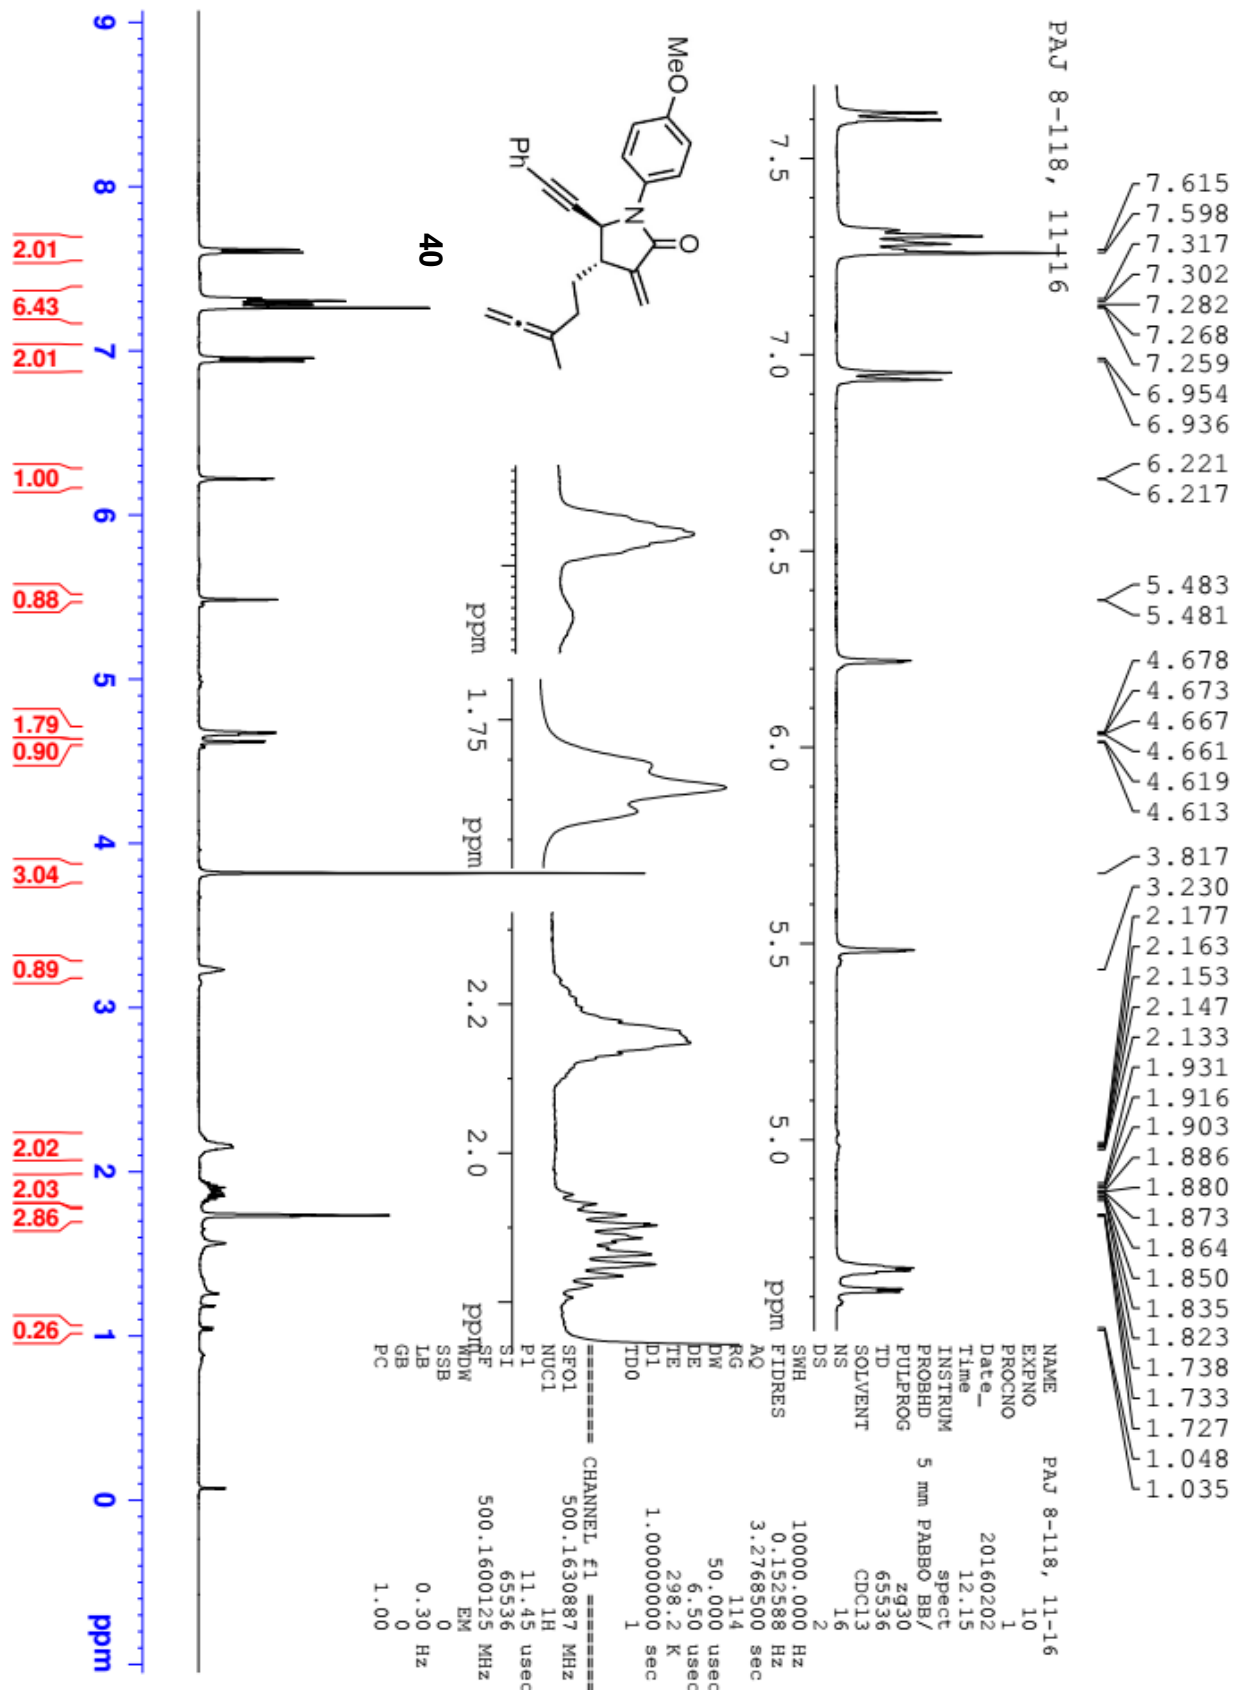 PAJ 8-118, 11-16
7.615
7.598
7.317
7.302
7.282
7.268
7.259
6.954
6.936
6.221
6.217
5.483
5.481
4.678
4.673
4.667
4.661
4.619
4.613
3.817
3.230
2.177
2.163
2.153
2.147
2.133
1.931
1.916
1.903
1.886
1.880
1.873
1.864
1.850
1.835
1.823
1.738
1.733
1.727
1.048
1.035
7.5 7.0 6.5 6.0 5.5 5.0 ppm
MeO
N
O
Ph
40
ppm
1.75 ppm
2.2 2.0 ppm
NAME PAJ 8-118, 11-16
EXPNO 10
PROCNO 1
Date_ 20160202
Time 12.15
INSTRUM spect
PROBHD 5 mm PABBO BB/
PULPROG zg30
TD 65536
SOLVENT CDCl3
NS 16
DS 2
SWH 10000.000 Hz
FIDRES 0.152588 Hz
AQ 3.2768500 sec
RG 114
DW 50.000 usec
DE 6.50 usec
TE 298.2 K
D1 1.00000000 sec
TD0 1
======== CHANNEL f1 ========
SFO1 500.1630887 MHz
NUC1 1H
P1 11.45 usec
SI 65536
SF 500.1600125 MHz
WDW EM
SSB 0
LB 0.30 Hz
GB 0
PC 1.00
9 8 7 6 5 4 3 2 1 0 ppm
2.01
6.43
2.01
1.00
0.88
1.79
0.90
3.04
0.89
2.02
2.03
2.86
0.26